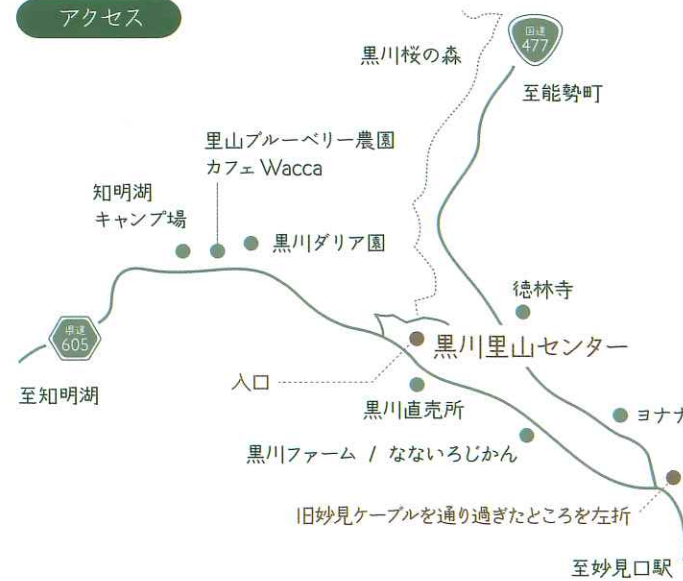 アクセス
国道
477
黒川桜の森
至能勢町
里山ブルーベリー農園
カフェ Wacca
知明湖
キャンプ場
黒川ダリア園
徳林寺
県道
605
黒川里山センター
入口
至知明湖
黒川直売所
ヨナナ
黒川ファーム / なないろじかん
旧妙見ケーブルを通り過ぎたところを左折
至妙見口駅